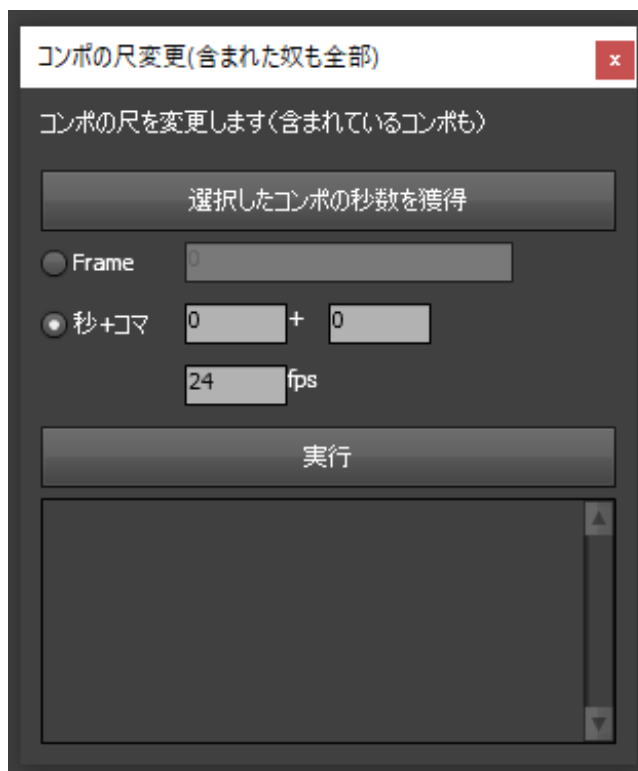 コンポの尺変更(含まれた奴も全部)
x
コンポの尺を変更します(含まれているコンポも)
選択したコンポの秒数を獲得
Frame 0
秒+コマ 0 + 0
24 fps
実行